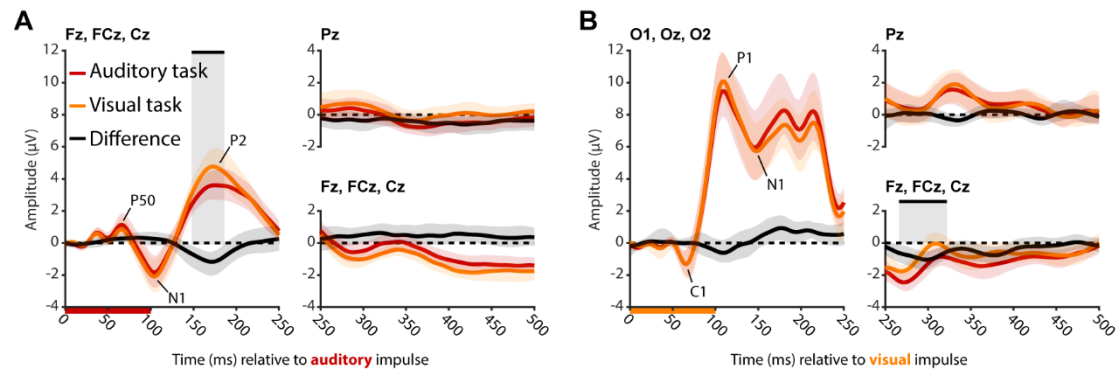 A
Fz, FCz, Cz
12
10
8
6
4
2
0
-2
-4
Amplitude (µV)
Auditory task
Visual task
Difference
P50
N1
P2
0
50
100
150
200
250
Pz
4
2
0
-2
Fz, FCz, Cz
4
2
0
-2
-4
250
300
350
400
450
500
Time (ms) relative to auditory impulse
B
O1, Oz, O2
12
10
8
6
4
2
0
-2
-4
Amplitude (µV)
P1
N1
C1
0
50
100
150
200
250
Pz
4
2
0
-2
Fz, FCz, Cz
4
2
0
-2
-4
250
300
350
400
450
500
Time (ms) relative to visual impulse